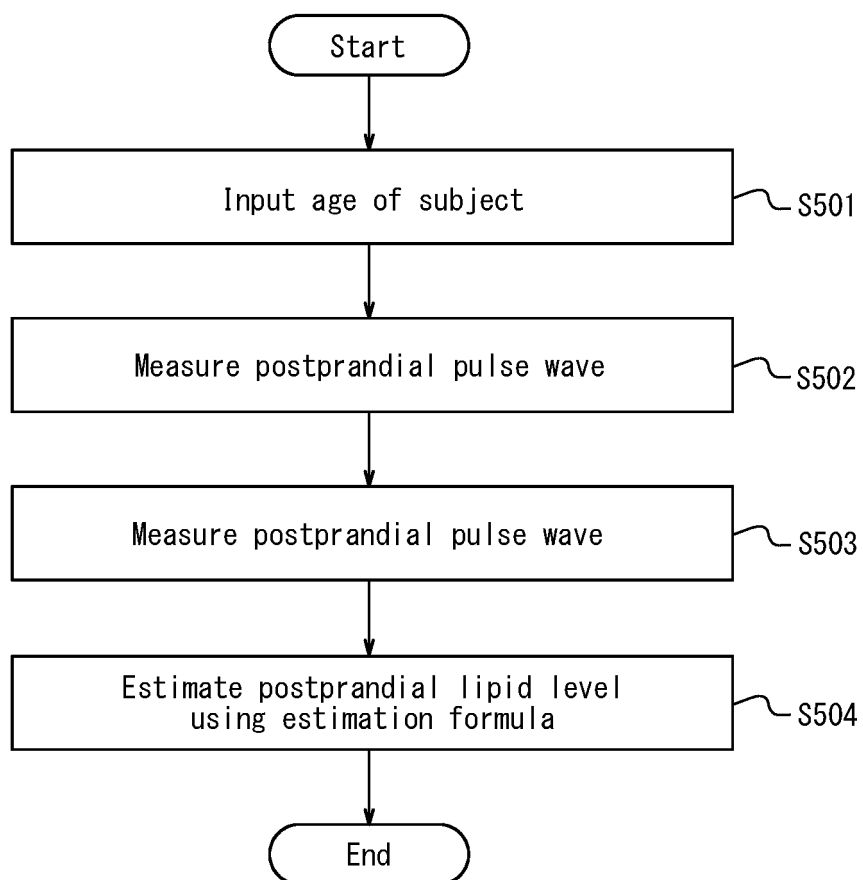 Start
Input age of subject
S501
Measure postprandial pulse wave
S502
Measure postprandial pulse wave
S503
Estimate postprandial lipid level
using estimation formula
S504
End